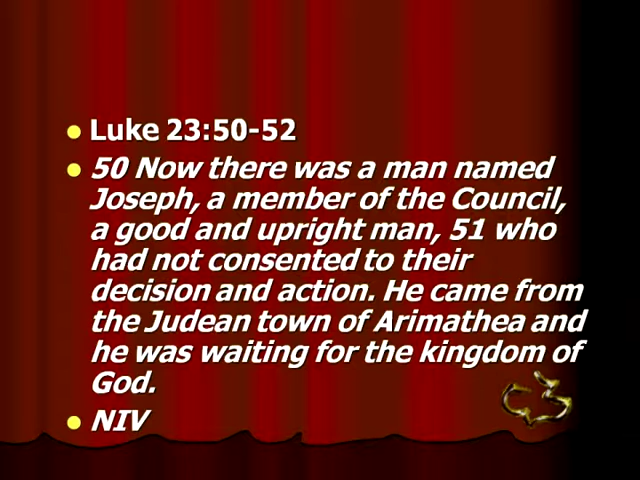 Luke 23:50-52
50 Now there was a man named
Joseph, a member of the Council,
a good and upright man, 51 who
had not consented to their
decision and action. He came from
the Judean town of Arimathea and
he was waiting for the kingdom of
God.
NIV